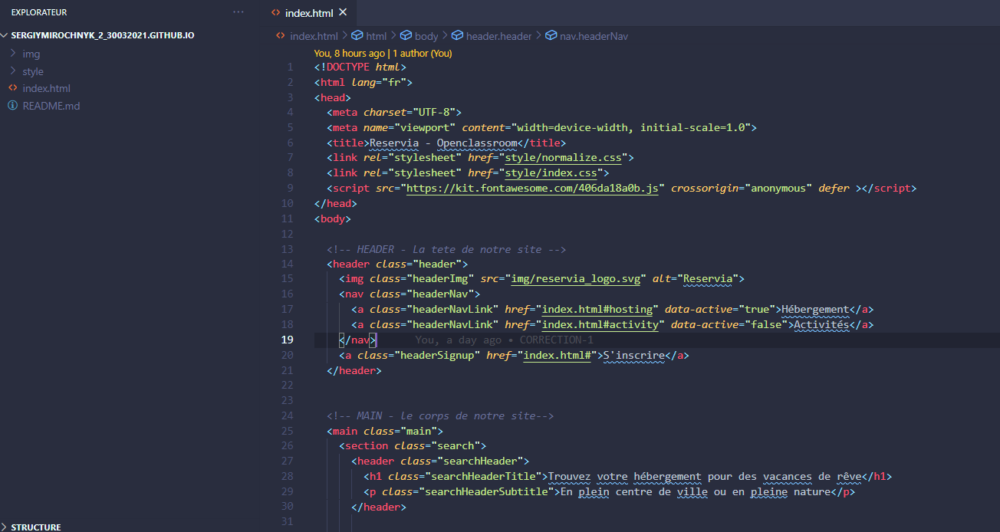 EXPLORATEUR ···
SERGIYMIROCHNYK_2_30032021.GITHUB.IO
img
style
index.html
README.md
STRUCTURE
index.html
index.html > html > body > header.header > nav.headerNav
You, 8 hours ago | 1 author (You)
1 <!DOCTYPE html>
2 <html lang="fr">
3 <head>
4 <meta charset="UTF-8">
5 <meta name="viewport" content="width=device-width, initial-scale=1.0">
6 <title>Reservia - Openclassroom</title>
7 <link rel="stylesheet" href="style/normalize.css">
8 <link rel="stylesheet" href="style/index.css">
9 <script src="https://kit.fontawesome.com/406da18a0b.js" crossorigin="anonymous" defer ></script>
10 </head>
11 <body>
12
13 <!-- HEADER - La tete de notre site -->
14 <header class="header">
15 <img class="headerImg" src="img/reservia_logo.svg" alt="Reservia">
16 <nav class="headerNav">
17 <a class="headerNavLink" href="index.html#hosting" data-active="true">Hébergement</a>
18 <a class="headerNavLink" href="index.html#activity" data-active="false">Activités</a>
19 </nav> You, a day ago • CORRECTION-1
20 <a class="headerSignup" href="index.html#">S'inscrire</a>
21 </header>
22
23
24 <!-- MAIN - le corps de notre site-->
25 <main class="main">
26 <section class="search">
27 <header class="searchHeader">
28 <h1 class="searchHeaderTitle">Trouvez votre hébergement pour des vacances de rêve</h1>
29 <p class="searchHeaderSubtitle">En plein centre de ville ou en pleine nature</p>
30 </header>
31